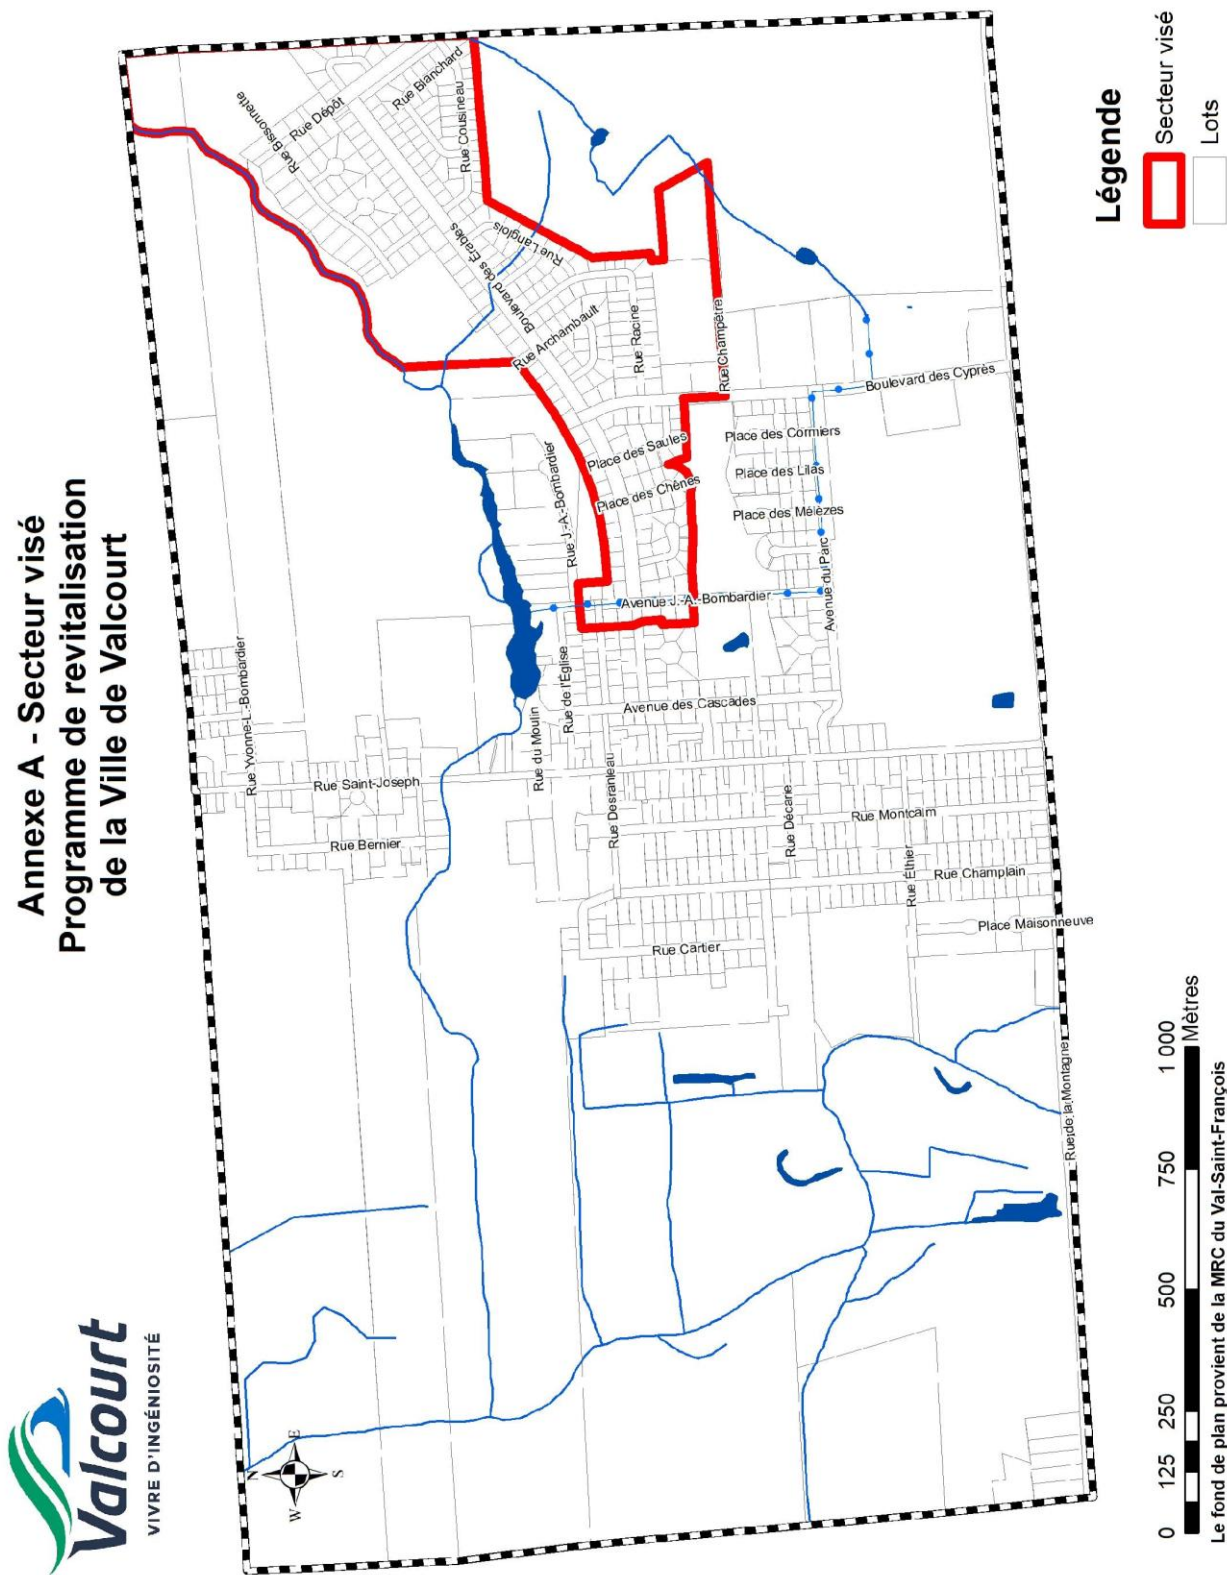 Valcourt
VIVRE D'INGÉNIOSITÉ
Annexe A - Secteur visé
Programme de revitalisation
de la Ville de Valcourt
N
W
E
S
Rue Yvonne-L.-Bombardier
Rue Saint-Joseph
Rue Bernier
Rue du Moulin
Rue de l'Église
Rue J.-A.-Bombardier
Rue Bissonnette
Rue Dépôt
Rue Blanchard
Rue Cousineau
Boulevard des Érables
Rue Langlois
Rue Archambault
Rue Racine
Rue Champêtre
Place des Saules
Place des Chênes
Avenue J.-A.-Bombardier
Avenue des Cascades
Rue Desranleau
Rue Cartier
Rue Décarie
Rue Montcalm
Rue Éthier
Rue Champlain
Place Maisonneuve
Place des Cormiers
Place des Lilas
Place des Mélèzes
Avenue du Parc
Boulevard des Cyprès
Rue de la Montagne
0 125 250 500 750 1 000
Mètres
Le fond de plan provient de la MRC du Val-Saint-François
Légende
Secteur visé
Lots